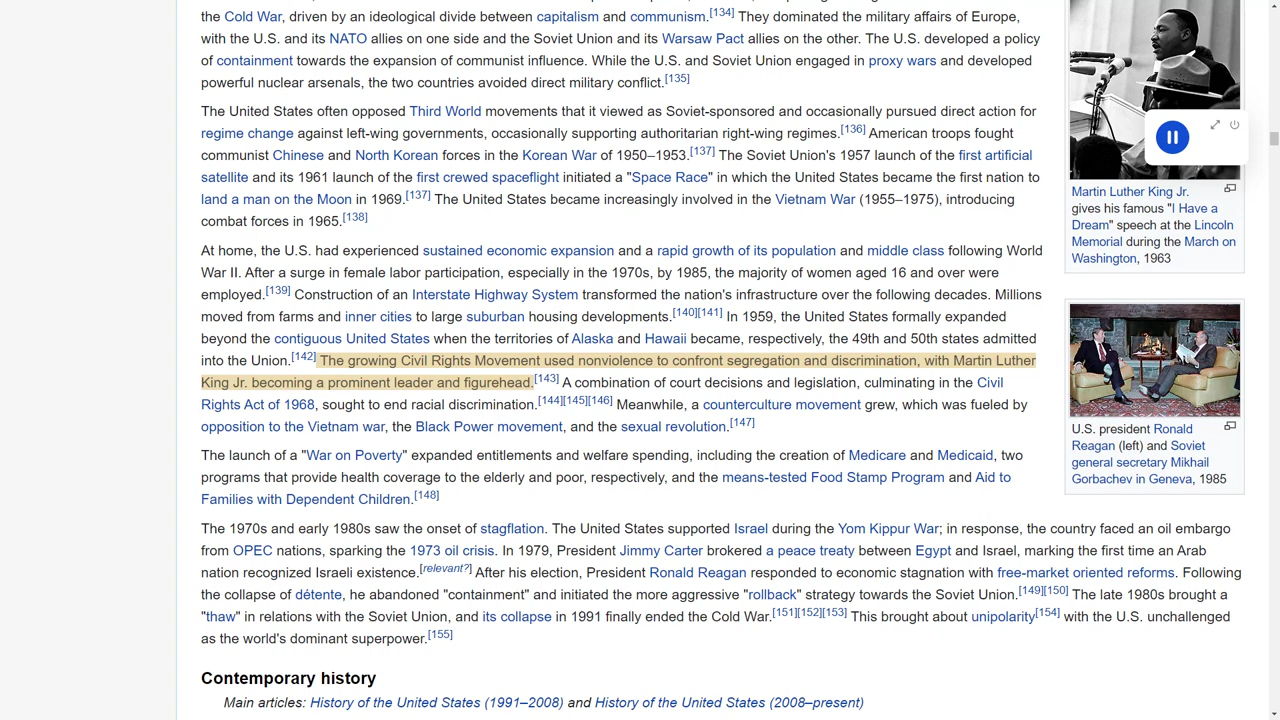 the Cold War, driven by an ideological divide between capitalism and communism.[134] They dominated the military affairs of Europe,
with the U.S. and its NATO allies on one side and the Soviet Union and its Warsaw Pact allies on the other. The U.S. developed a policy
of containment towards the expansion of communist influence. While the U.S. and Soviet Union engaged in proxy wars and developed
powerful nuclear arsenals, the two countries avoided direct military conflict.[135]
The United States often opposed Third World movements that it viewed as Soviet-sponsored and occasionally pursued direct action for
regime change against left-wing governments, occasionally supporting authoritarian right-wing regimes.[136] American troops fought
communist Chinese and North Korean forces in the Korean War of 1950–1953.[137] The Soviet Union's 1957 launch of the first artificial
satellite and its 1961 launch of the first crewed spaceflight initiated a "Space Race" in which the United States became the first nation to
land a man on the Moon in 1969.[137] The United States became increasingly involved in the Vietnam War (1955–1975), introducing
combat forces in 1965.[138]
At home, the U.S. had experienced sustained economic expansion and a rapid growth of its population and middle class following World
War II. After a surge in female labor participation, especially in the 1970s, by 1985, the majority of women aged 16 and over were
employed.[139] Construction of an Interstate Highway System transformed the nation's infrastructure over the following decades. Millions
moved from farms and inner cities to large suburban housing developments.[140][141] In 1959, the United States formally expanded
beyond the contiguous United States when the territories of Alaska and Hawaii became, respectively, the 49th and 50th states admitted
into the Union.[142] The growing Civil Rights Movement used nonviolence to confront segregation and discrimination, with Martin Luther
King Jr. becoming a prominent leader and figurehead.[143] A combination of court decisions and legislation, culminating in the Civil
Rights Act of 1968, sought to end racial discrimination.[144][145][146] Meanwhile, a counterculture movement grew, which was fueled by
opposition to the Vietnam war, the Black Power movement, and the sexual revolution.[147]
The launch of a "War on Poverty" expanded entitlements and welfare spending, including the creation of Medicare and Medicaid, two
programs that provide health coverage to the elderly and poor, respectively, and the means-tested Food Stamp Program and Aid to
Families with Dependent Children.[148]
The 1970s and early 1980s saw the onset of stagflation. The United States supported Israel during the Yom Kippur War; in response, the country faced an oil embargo
from OPEC nations, sparking the 1973 oil crisis. In 1979, President Jimmy Carter brokered a peace treaty between Egypt and Israel, marking the first time an Arab
nation recognized Israeli existence.[relevant?] After his election, President Ronald Reagan responded to economic stagnation with free-market oriented reforms. Following
the collapse of détente, he abandoned "containment" and initiated the more aggressive "rollback" strategy towards the Soviet Union.[149][150] The late 1980s brought a
"thaw" in relations with the Soviet Union, and its collapse in 1991 finally ended the Cold War.[151][152][153] This brought about unipolarity[154] with the U.S. unchallenged
as the world's dominant superpower.[155]
Contemporary history
Main articles: History of the United States (1991–2008) and History of the United States (2008–present)
Martin Luther King Jr.
gives his famous "I Have a
Dream" speech at the Lincoln
Memorial during the March on
Washington, 1963
U.S. president Ronald
Reagan (left) and Soviet
general secretary Mikhail
Gorbachev in Geneva, 1985